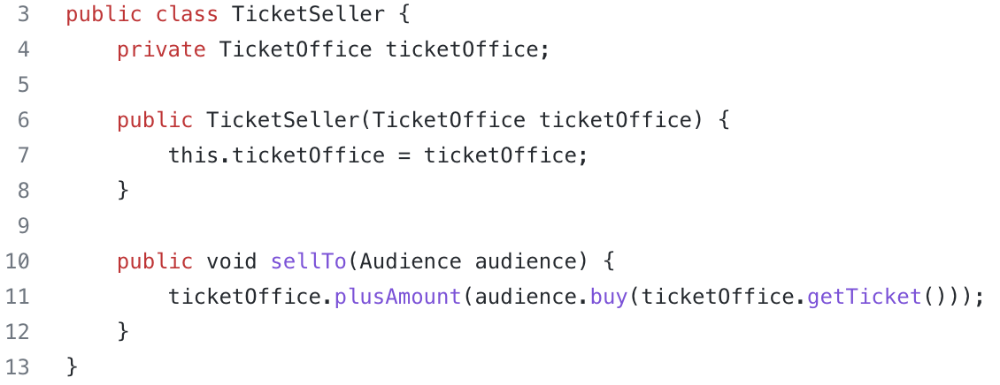 3 public class TicketSeller {
4 private TicketOffice ticketOffice;
5
6 public TicketSeller(TicketOffice ticketOffice) {
7 this.ticketOffice = ticketOffice;
8 }
9
10 public void sellTo(Audience audience) {
11 ticketOffice.plusAmount(audience.buy(ticketOffice.getTicket()));
12 }
13 }